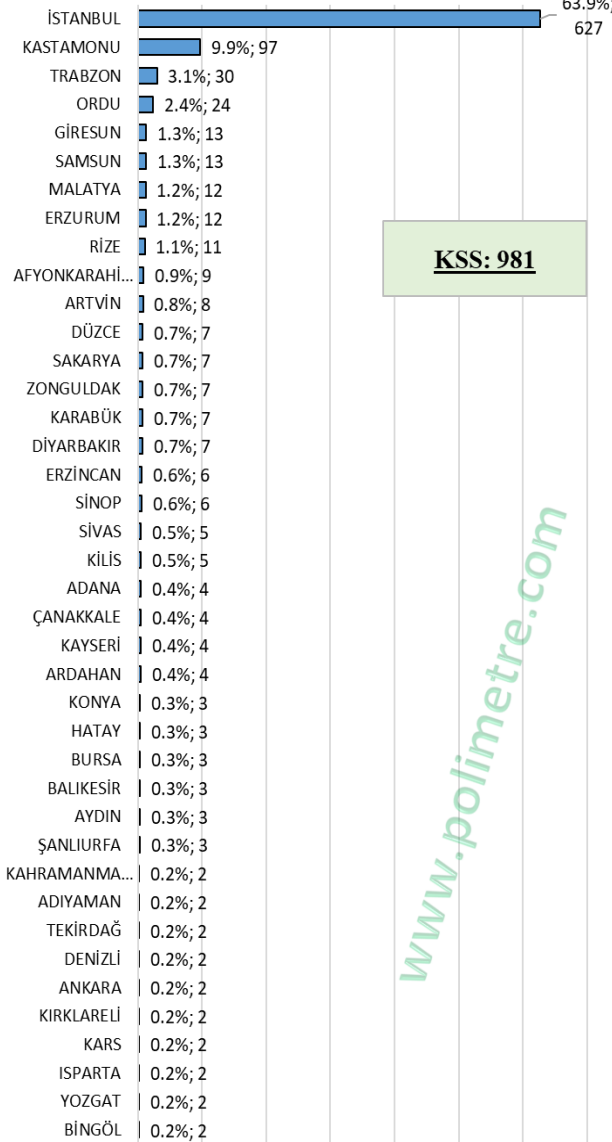 63.9%;
İSTANBUL 627
KASTAMONU 9.9%; 97
TRABZON 3.1%; 30
ORDU 2.4%; 24
GİRESUN 1.3%; 13
SAMSUN 1.3%; 13
MALATYA 1.2%; 12
ERZURUM 1.2%; 12
RİZE 1.1%; 11
KSS: 981
AFYONKARAHİ... 0.9%; 9
ARTVİN 0.8%; 8
DÜZCE 0.7%; 7
SAKARYA 0.7%; 7
ZONGULDAK 0.7%; 7
KARABÜK 0.7%; 7
DİYARBAKIR 0.7%; 7
ERZİNCAN 0.6%; 6
SİNOP 0.6%; 6
SİVAS 0.5%; 5
KİLİS 0.5%; 5
ADANA 0.4%; 4
ÇANAKKALE 0.4%; 4
KAYSERİ 0.4%; 4
ARDAHAN 0.4%; 4
KONYA 0.3%; 3
HATAY 0.3%; 3
BURSA 0.3%; 3
BALIKESİR 0.3%; 3
AYDIN 0.3%; 3
ŞANLIURFA 0.3%; 3
KAHRAMANMA... 0.2%; 2
ADIYAMAN 0.2%; 2
TEKİRDAĞ 0.2%; 2
DENİZLİ 0.2%; 2
ANKARA 0.2%; 2
KIRKLARELİ 0.2%; 2
KARS 0.2%; 2
ISPARTA 0.2%; 2
YOZGAT 0.2%; 2
BİNGÖL 0.2%; 2
www.polimetre.com